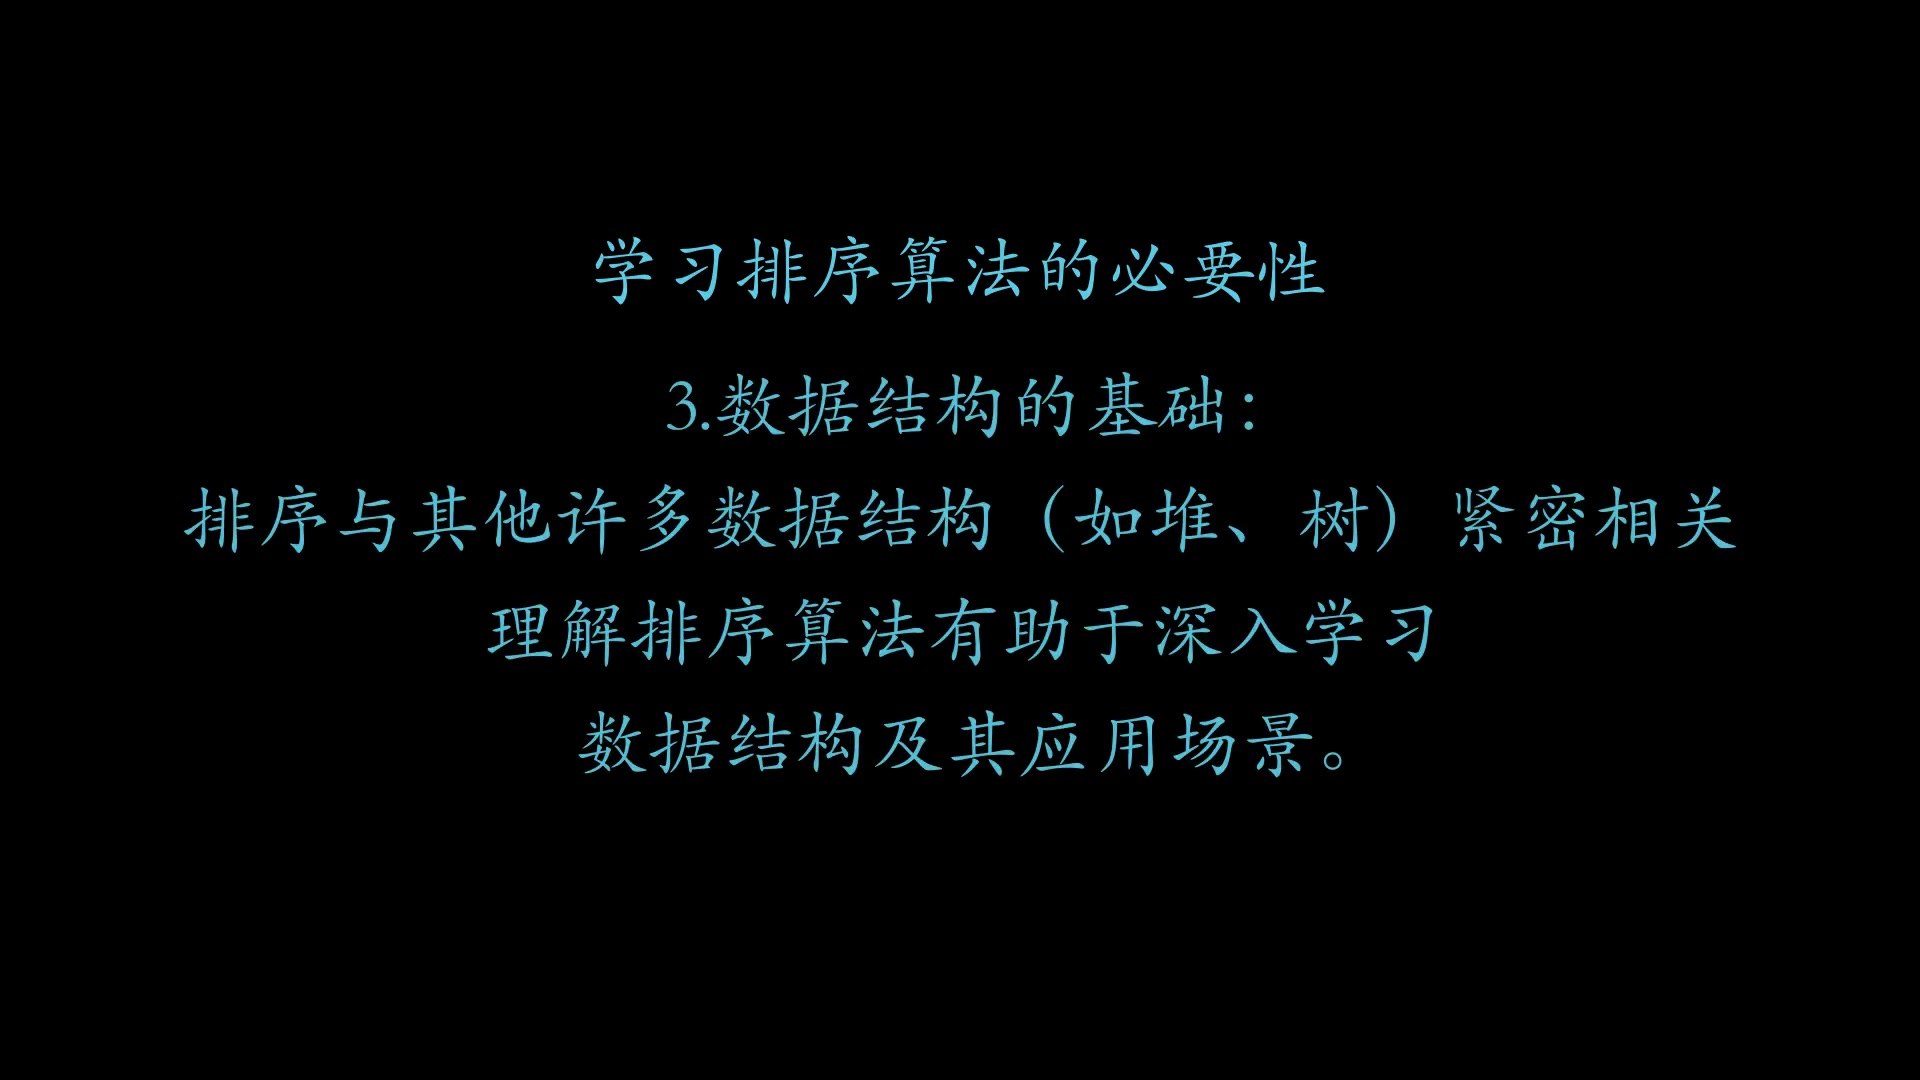 学习排序算法的必要性
3.数据结构的基础：
排序与其他许多数据结构（如堆、树）紧密相关
理解排序算法有助于深入学习
数据结构及其应用场景。